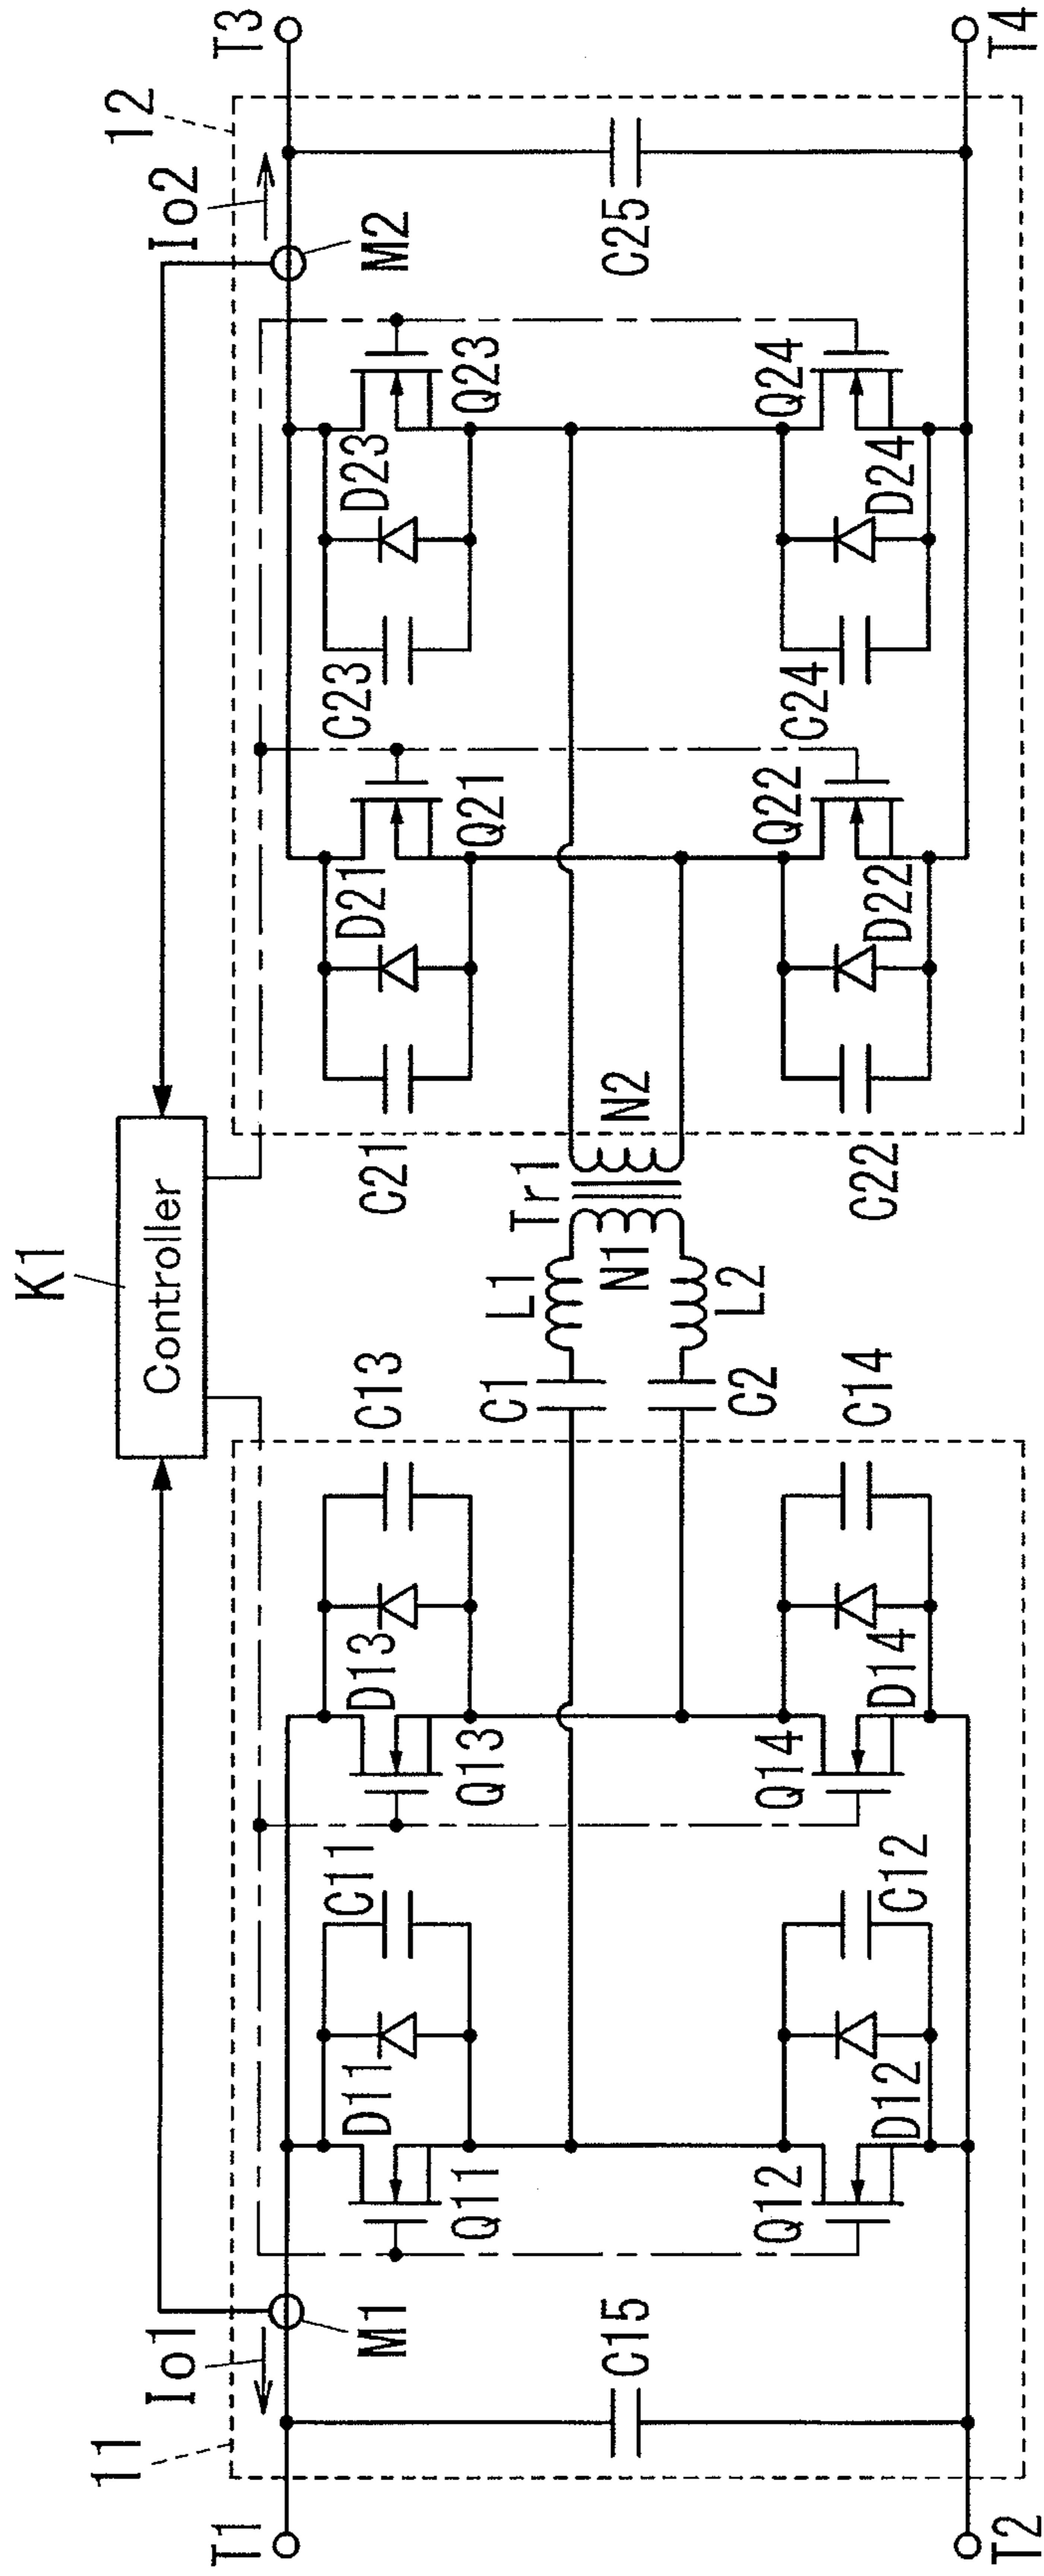 K1
Controller
11
Io1
Io2
12
T1
M1
M2
T3
C11
C13
D11
D13
Q11
Q13
C21
C23
D21
D23
Q21
Q23
C15
C1
L1
Tr1
N1
N2
C2
L2
C25
Q12
Q14
D12
D14
C12
C14
Q22
Q24
C22
C24
D22
D24
T2
T4